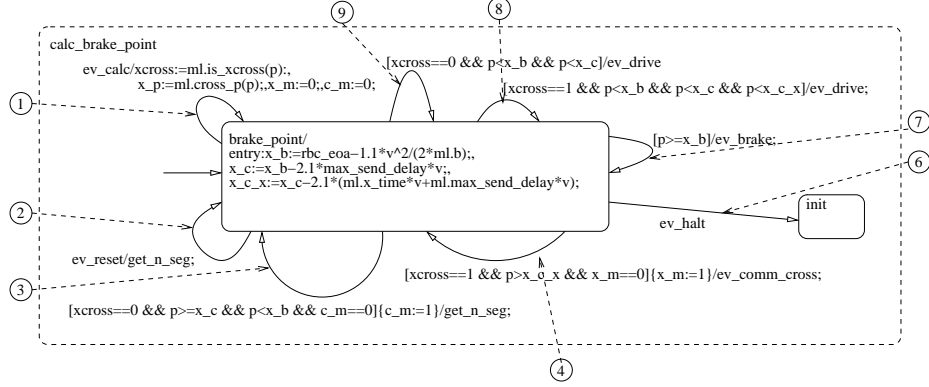 9
8
calc_brake_point
ev_calc/xcross:=ml.is_xcross(p):,
x_p:=ml.cross_p(p);,x_m:=0;,c_m:=0;
[xcross==0 && p<x_b && p<x_c]/ev_drive
[xcross==1 && p<x_b && p<x_c && p<x_c_x]/ev_drive;
1
7
brake_point/
entry:x_b:=rbc_eoa−1.1*v^2/(2*ml.b);,
x_c:=x_b−2.1*max_send_delay*v;,
x_c_x:=x_c−2.1*(ml.x_time*v+ml.max_send_delay*v);
[p>=x_b]/ev_brake;
6
2
init
ev_halt
ev_reset/get_n_seg;
3
[xcross==1 && p>x_c_x && x_m==0]{x_m:=1}/ev_comm_cross;
[xcross==0 && p>=x_c && p<x_b && c_m==0]{c_m:=1}/get_n_seg;
4